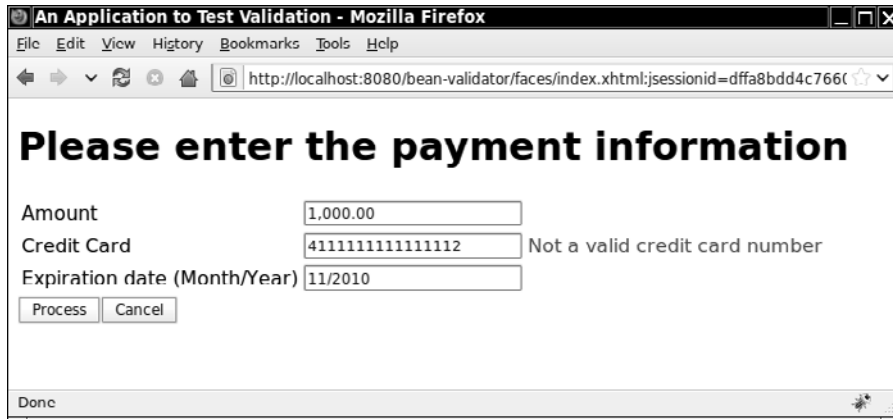 An Application to Test Validation - Mozilla Firefox
File Edit View History Bookmarks Tools Help
http://localhost:8080/bean-validator/faces/index.xhtml;jsessionid=dffa8bdd4c7660
Please enter the payment information
Amount 1,000.00
Credit Card 4111111111111112 Not a valid credit card number
Expiration date (Month/Year) 11/2010
Process Cancel
Done